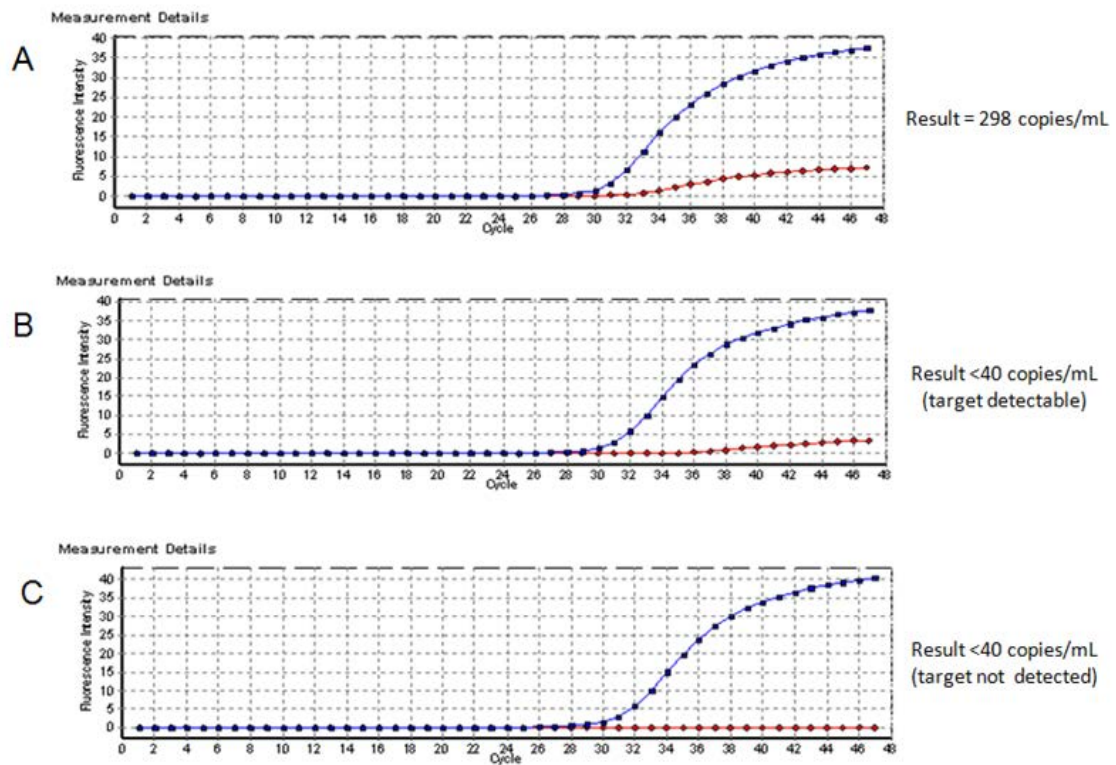 Measurement Details
A
Fluorescence Intensity
40
35
30
25
20
15
10
5
0
0 2 4 6 8 10 12 14 16 18 20 22 24 26 28 30 32 34 36 38 40 42 44 46 48
Cycle
Result = 298 copies/mL
Measurement Details
B
Fluorescence Intensity
40
35
30
25
20
15
10
5
0
0 2 4 6 8 10 12 14 16 18 20 22 24 26 28 30 32 34 36 38 40 42 44 46 48
Cycle
Result <40 copies/mL
(target detectable)
Measurement Details
C
Fluorescence Intensity
40
35
30
25
20
15
10
5
0
0 2 4 6 8 10 12 14 16 18 20 22 24 26 28 30 32 34 36 38 40 42 44 46 48
Cycle
Result <40 copies/mL
(target not detected)